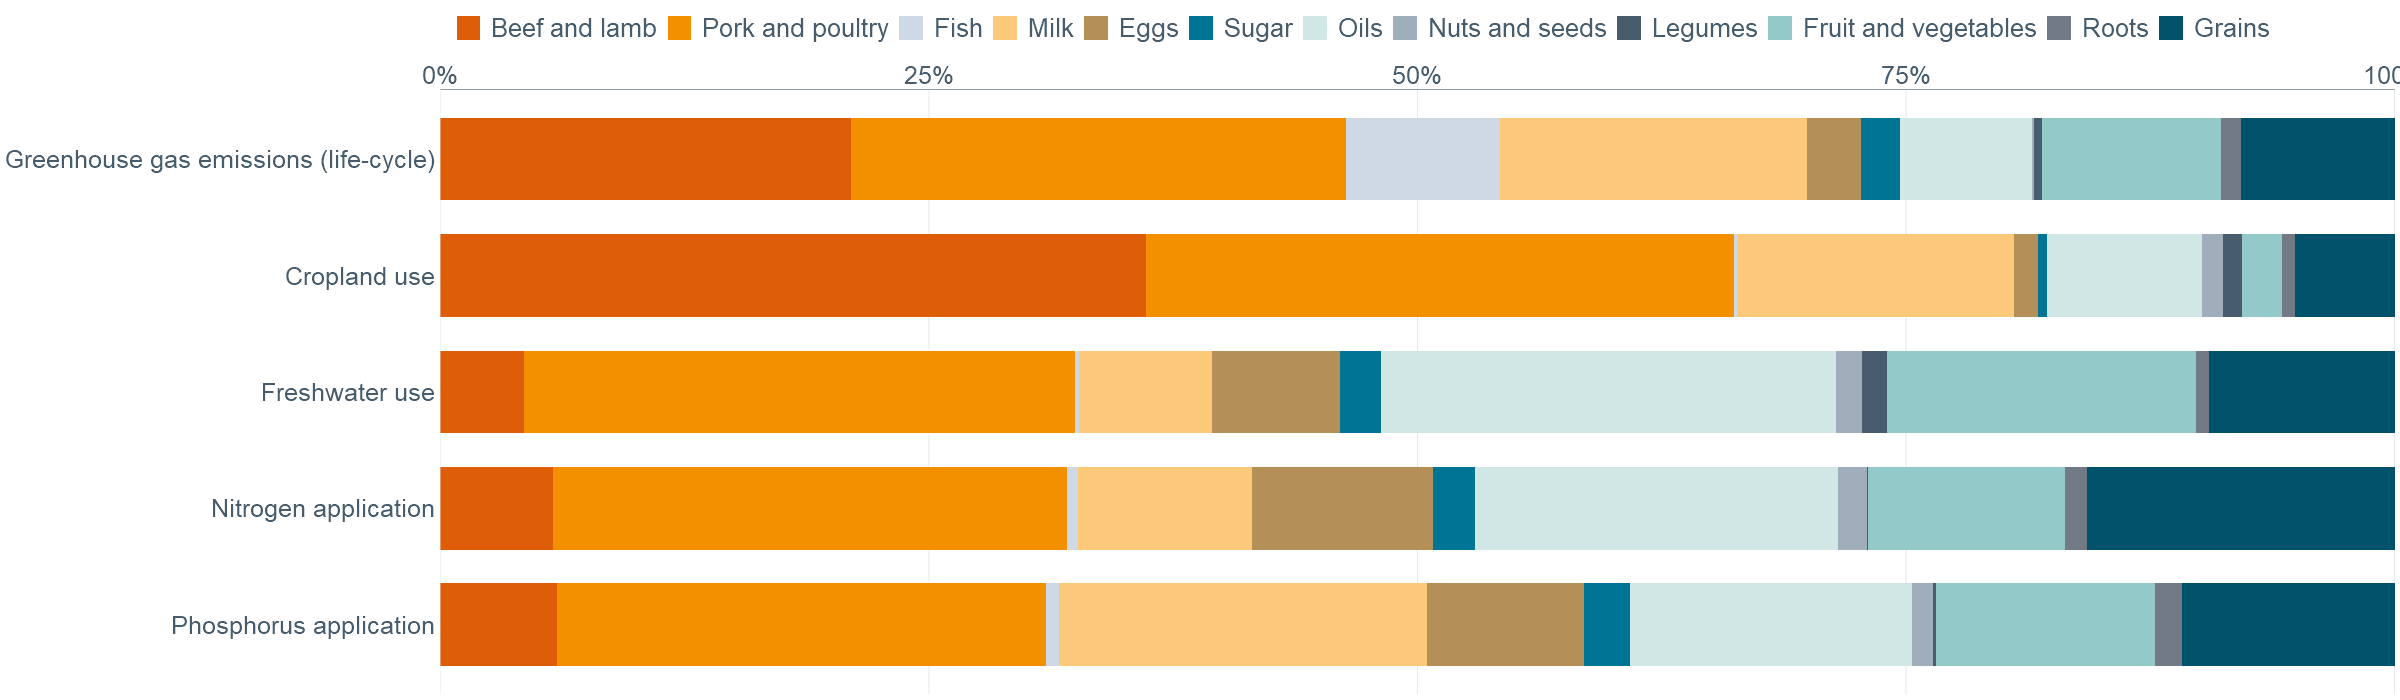 Beef and lamb Pork and poultry Fish Milk Eggs Sugar Oils Nuts and seeds Legumes Fruit and vegetables Roots Grains
0% 25% 50% 75% 100
Greenhouse gas emissions (life-cycle)
Cropland use
Freshwater use
Nitrogen application
Phosphorus application